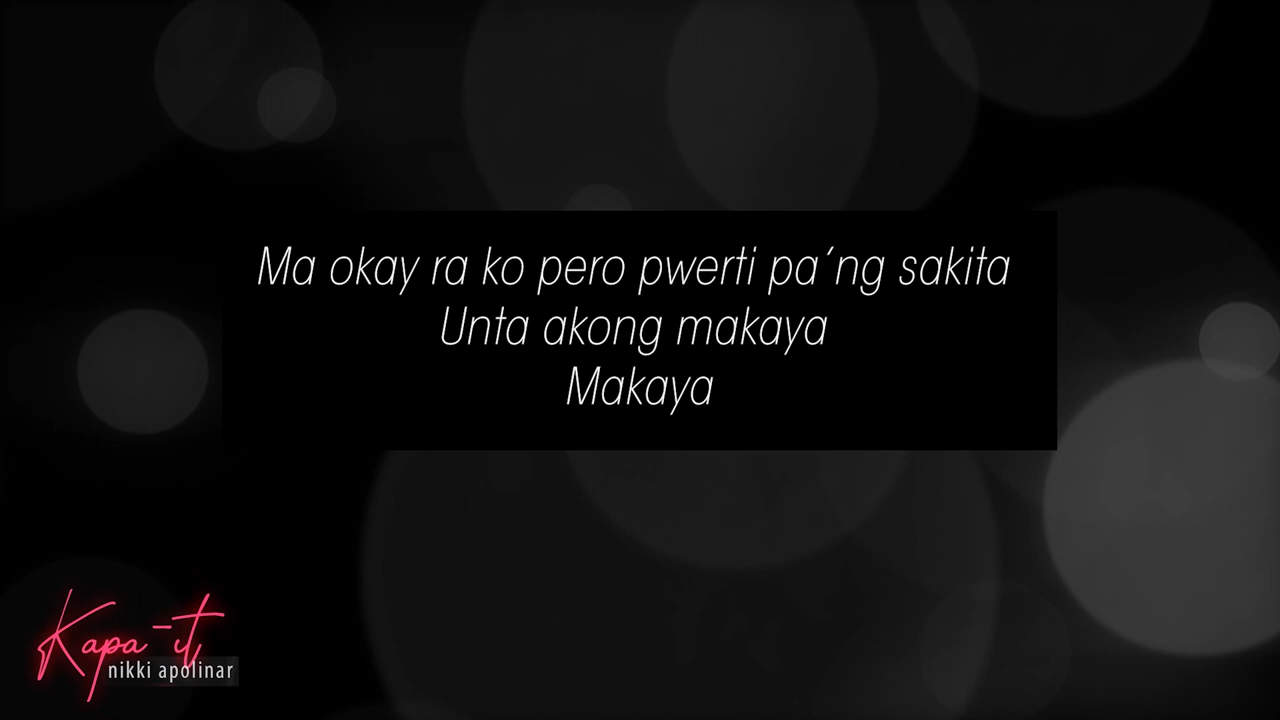 Ma okay ra ko pero pwerti pa´ng sakita
Unta akong makaya
Makaya
Kapa-it
nikki apolinar